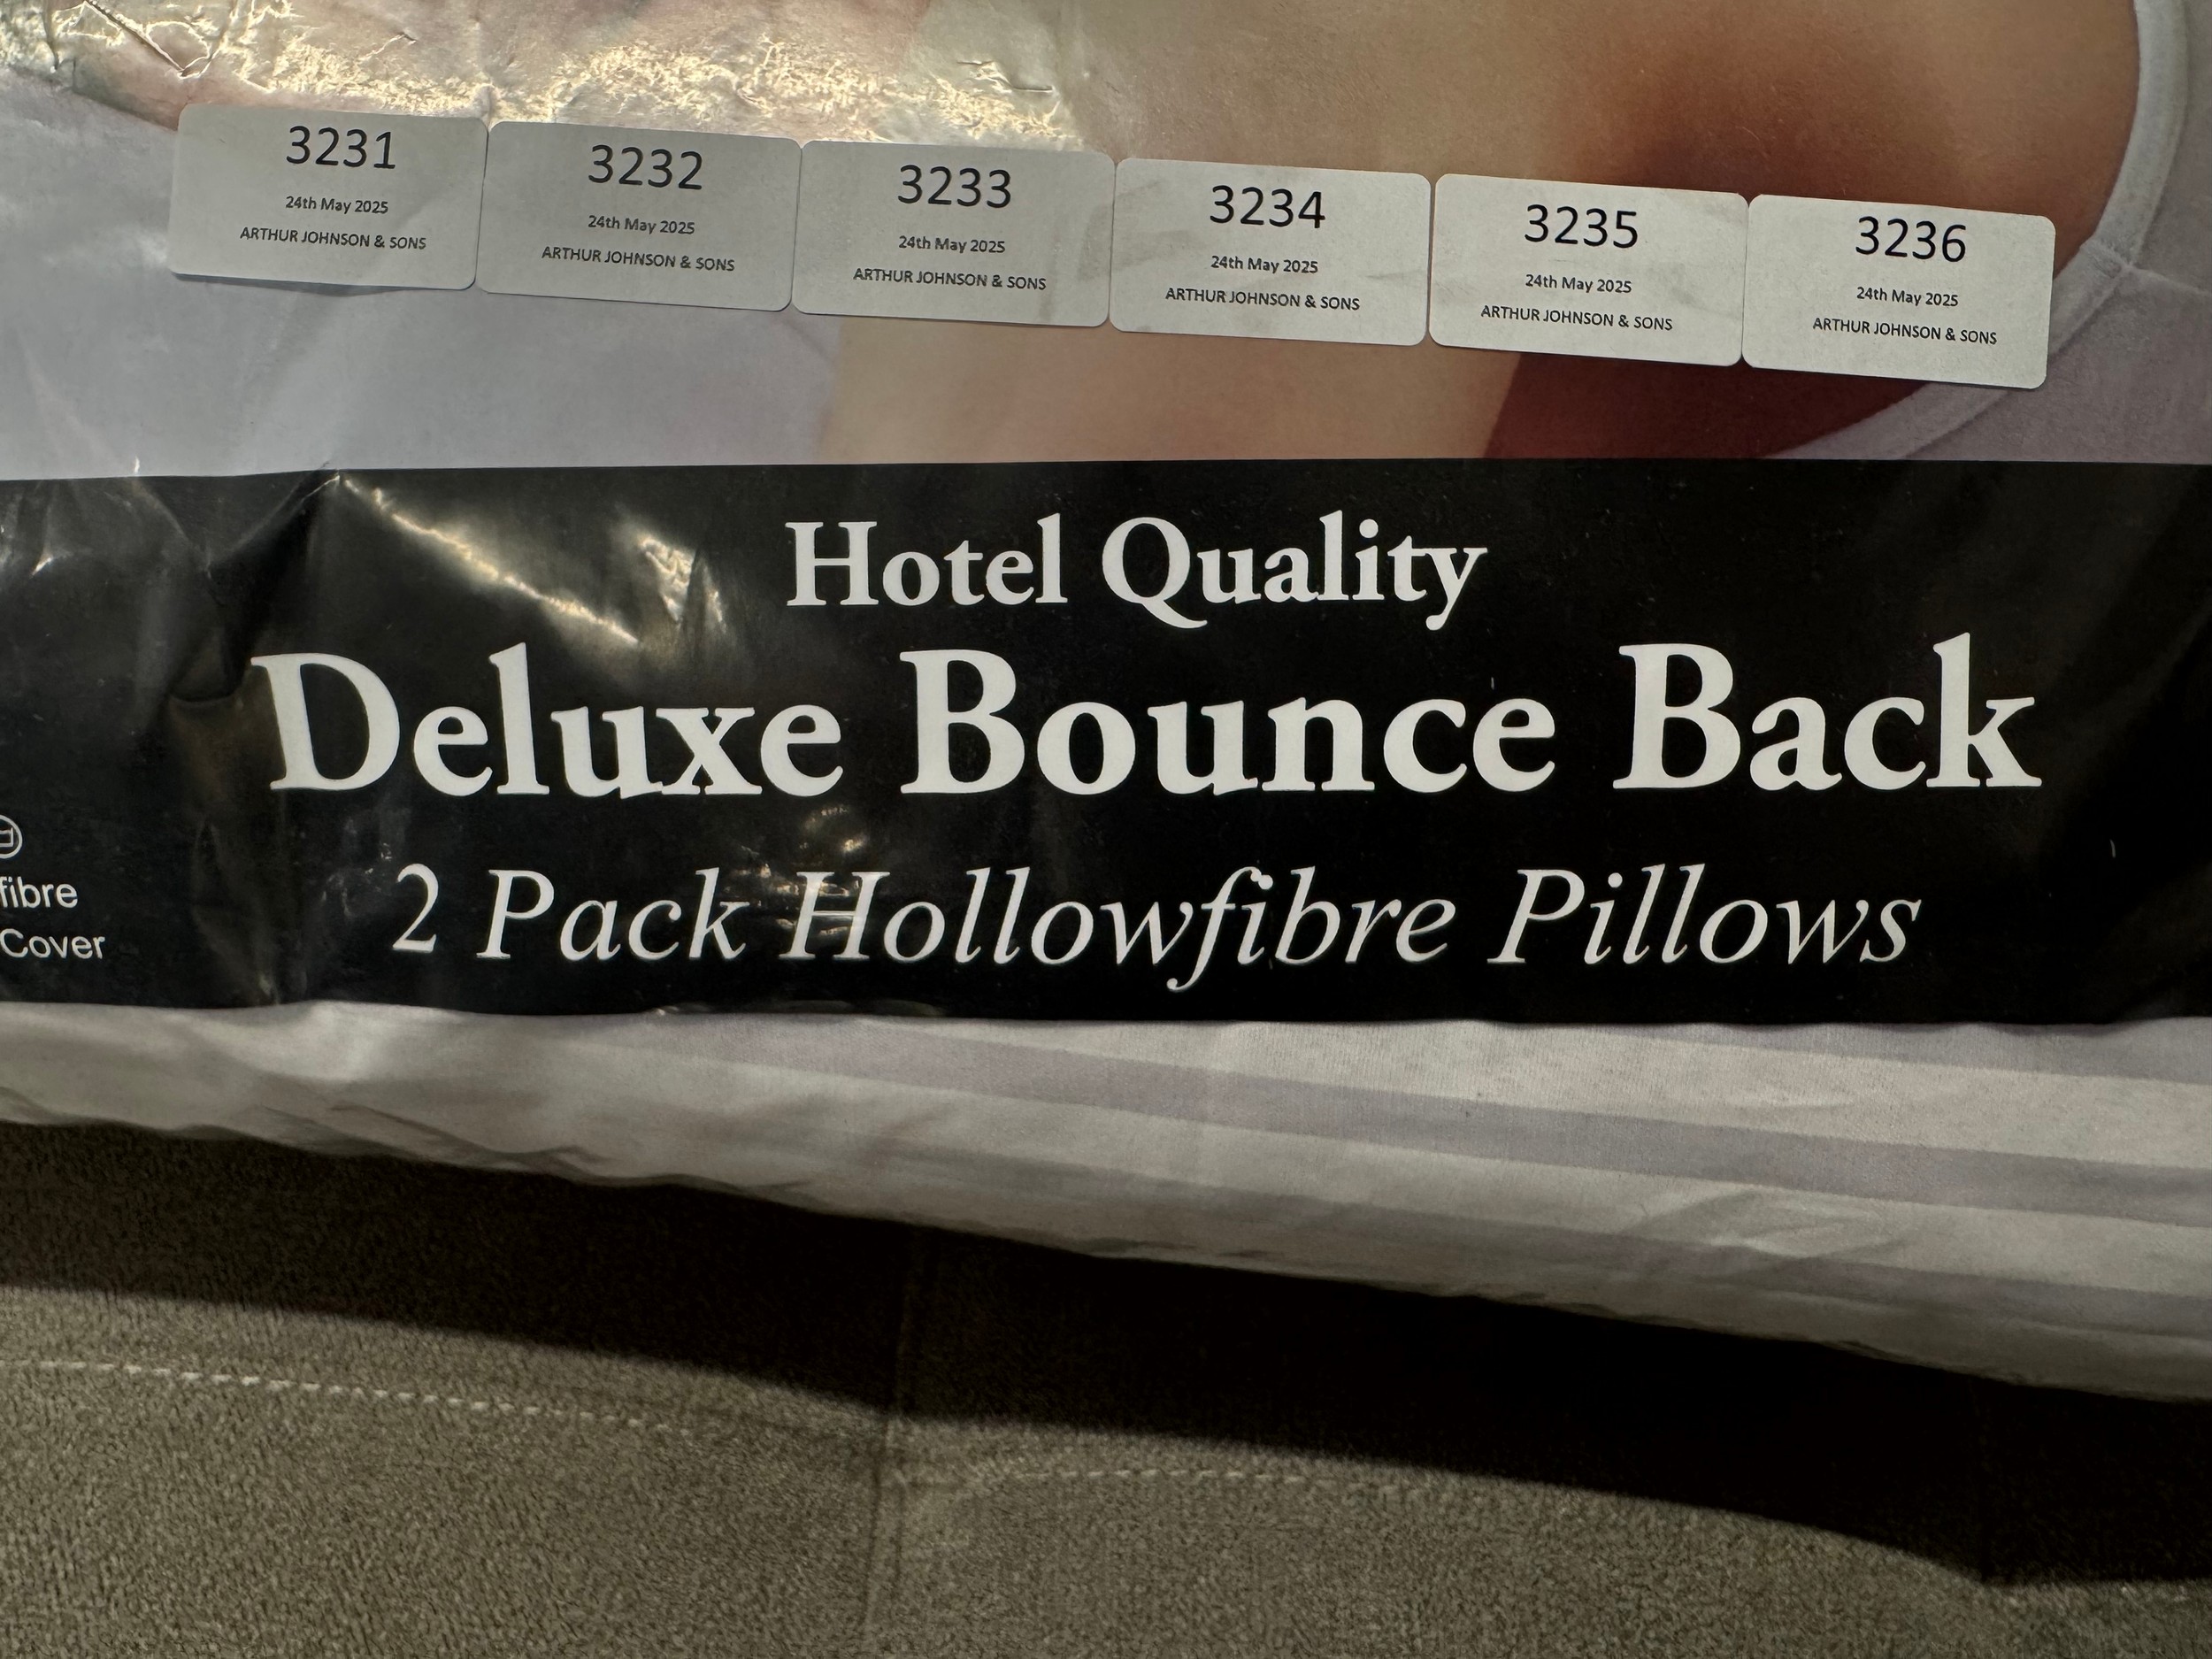 3231
24th May 2025
ARTHUR JOHNSON & SONS
3232
24th May 2025
ARTHUR JOHNSON & SONS
3233
24th May 2025
ARTHUR JOHNSON & SONS
3234
24th May 2025
ARTHUR JOHNSON & SONS
3235
24th May 2025
ARTHUR JOHNSON & SONS
3236
24th May 2025
ARTHUR JOHNSON & SONS
Hotel Quality
Deluxe Bounce Back
2 Pack Hollowfibre Pillows
fibre
Cover